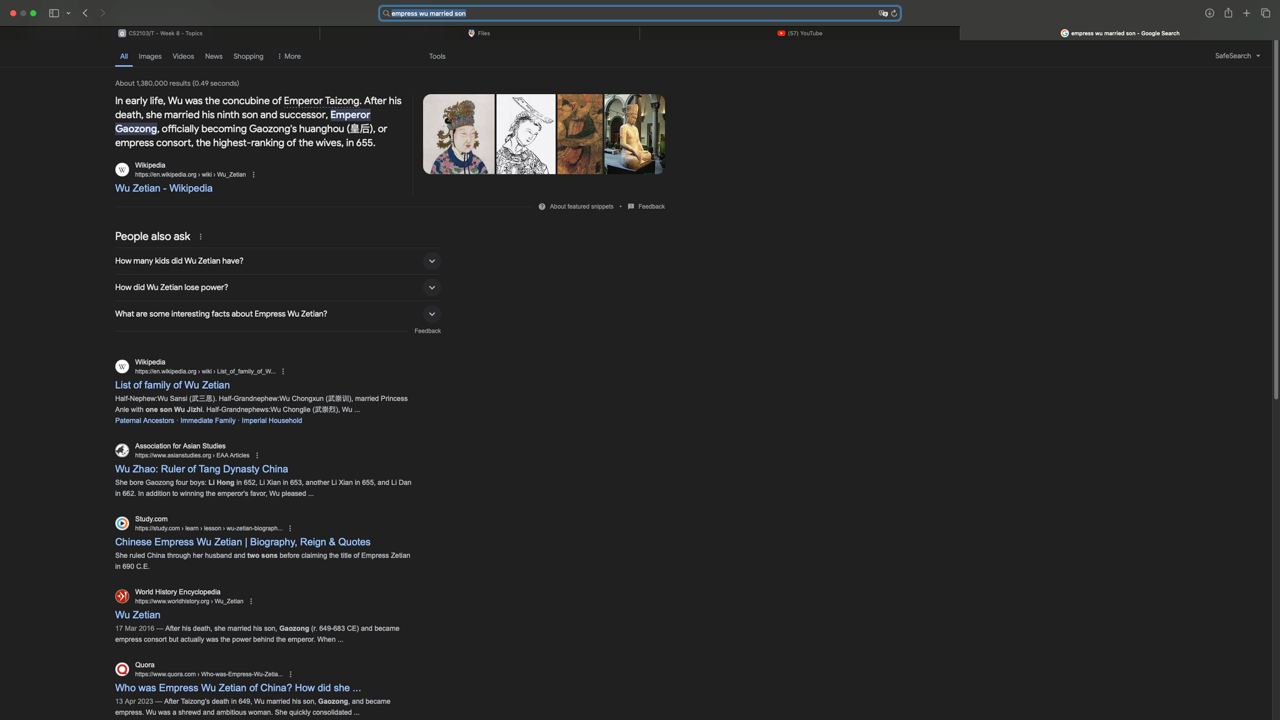 empress wu married son
CS2103/T - Week 8 - Topics
Files
(57) YouTube
empress wu married son - Google Search
All Images Videos News Shopping More Tools SafeSearch
About 1,380,000 results (0.49 seconds)
In early life, Wu was the concubine of Emperor Taizong. After his
death, she married his ninth son and successor, Emperor
Gaozong, officially becoming Gaozong's huanghou (皇后), or
empress consort, the highest-ranking of the wives, in 655.
Wikipedia
https://en.wikipedia.org › wiki › Wu_Zetian
Wu Zetian - Wikipedia
About featured snippets • Feedback
People also ask
How many kids did Wu Zetian have?
How did Wu Zetian lose power?
What are some interesting facts about Empress Wu Zetian?
Feedback
Wikipedia
https://en.wikipedia.org › wiki › List_of_family_of_W...
List of family of Wu Zetian
Half-Nephew:Wu Sansi (武三思). Half-Grandnephew:Wu Chongxun (武崇训), married Princess
Anle with one son Wu Jizhi. Half-Grandnephews:Wu Chonglie (武崇烈), Wu ...
Paternal Ancestors · Immediate Family · Imperial Household
Association for Asian Studies
https://www.asianstudies.org › EAA Articles
Wu Zhao: Ruler of Tang Dynasty China
She bore Gaozong four boys: Li Hong in 652, Li Xian in 653, another Li Xian in 655, and Li Dan
in 662. In addition to winning the emperor's favor, Wu pleased ...
Study.com
https://study.com › learn › lesson › wu-zetian-biograph...
Chinese Empress Wu Zetian | Biography, Reign & Quotes
She ruled China through her husband and two sons before claiming the title of Empress Zetian
in 690 C.E.
World History Encyclopedia
https://www.worldhistory.org › Wu_Zetian
Wu Zetian
17 Mar 2016 — After his death, she married his son, Gaozong (r. 649-683 CE) and became
empress consort but actually was the power behind the emperor. When ...
Quora
https://www.quora.com › Who-was-Empress-Wu-Zetia...
Who was Empress Wu Zetian of China? How did she ...
13 Apr 2023 — After Taizong's death in 649, Wu married his son, Gaozong, and became
empress. Wu was a shrewd and ambitious woman. She quickly consolidated ...